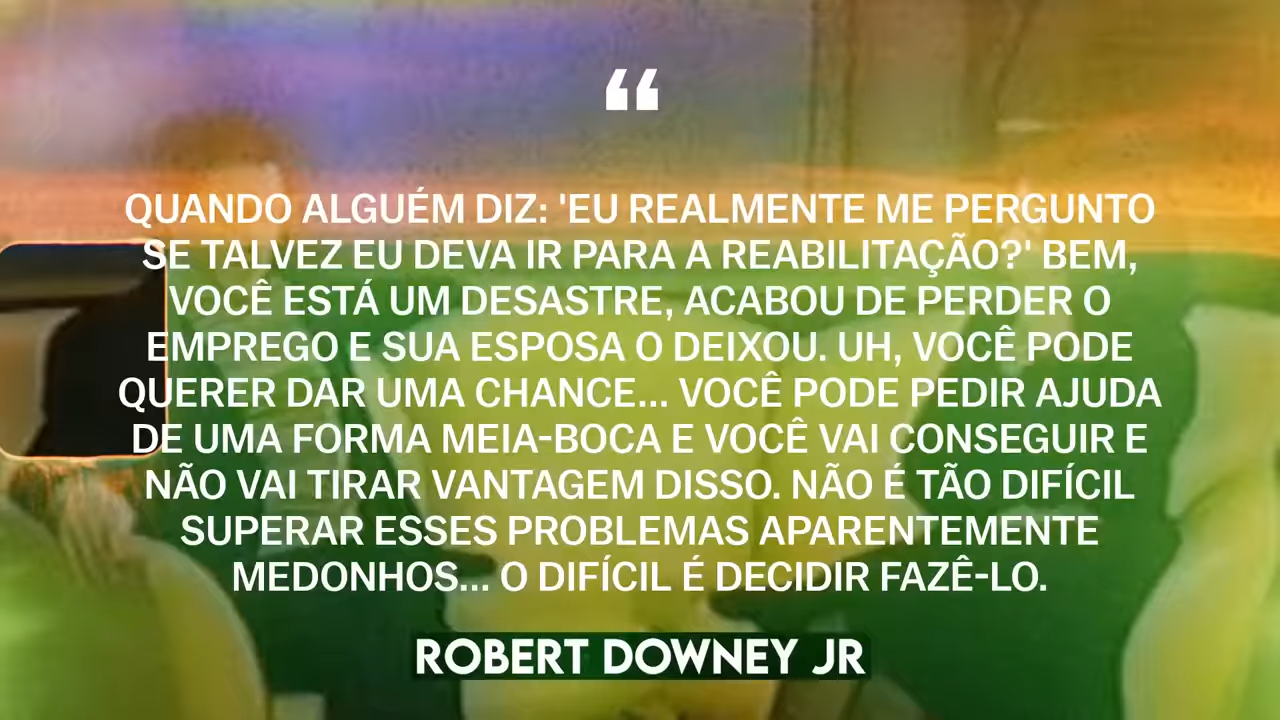 “
QUANDO ALGUÉM DIZ: 'EU REALMENTE ME PERGUNTO
SE TALVEZ EU DEVA IR PARA A REABILITAÇÃO?' BEM,
VOCÊ ESTÁ UM DESASTRE, ACABOU DE PERDER O
EMPREGO E SUA ESPOSA O DEIXOU. UH, VOCÊ PODE
QUERER DAR UMA CHANCE... VOCÊ PODE PEDIR AJUDA
DE UMA FORMA MEIA-BOCA E VOCÊ VAI CONSEGUIR E
NÃO VAI TIRAR VANTAGEM DISSO. NÃO É TÃO DIFÍCIL
SUPERAR ESSES PROBLEMAS APARENTEMENTE
MEDONHOS... O DIFÍCIL É DECIDIR FAZÊ-LO.
ROBERT DOWNEY JR